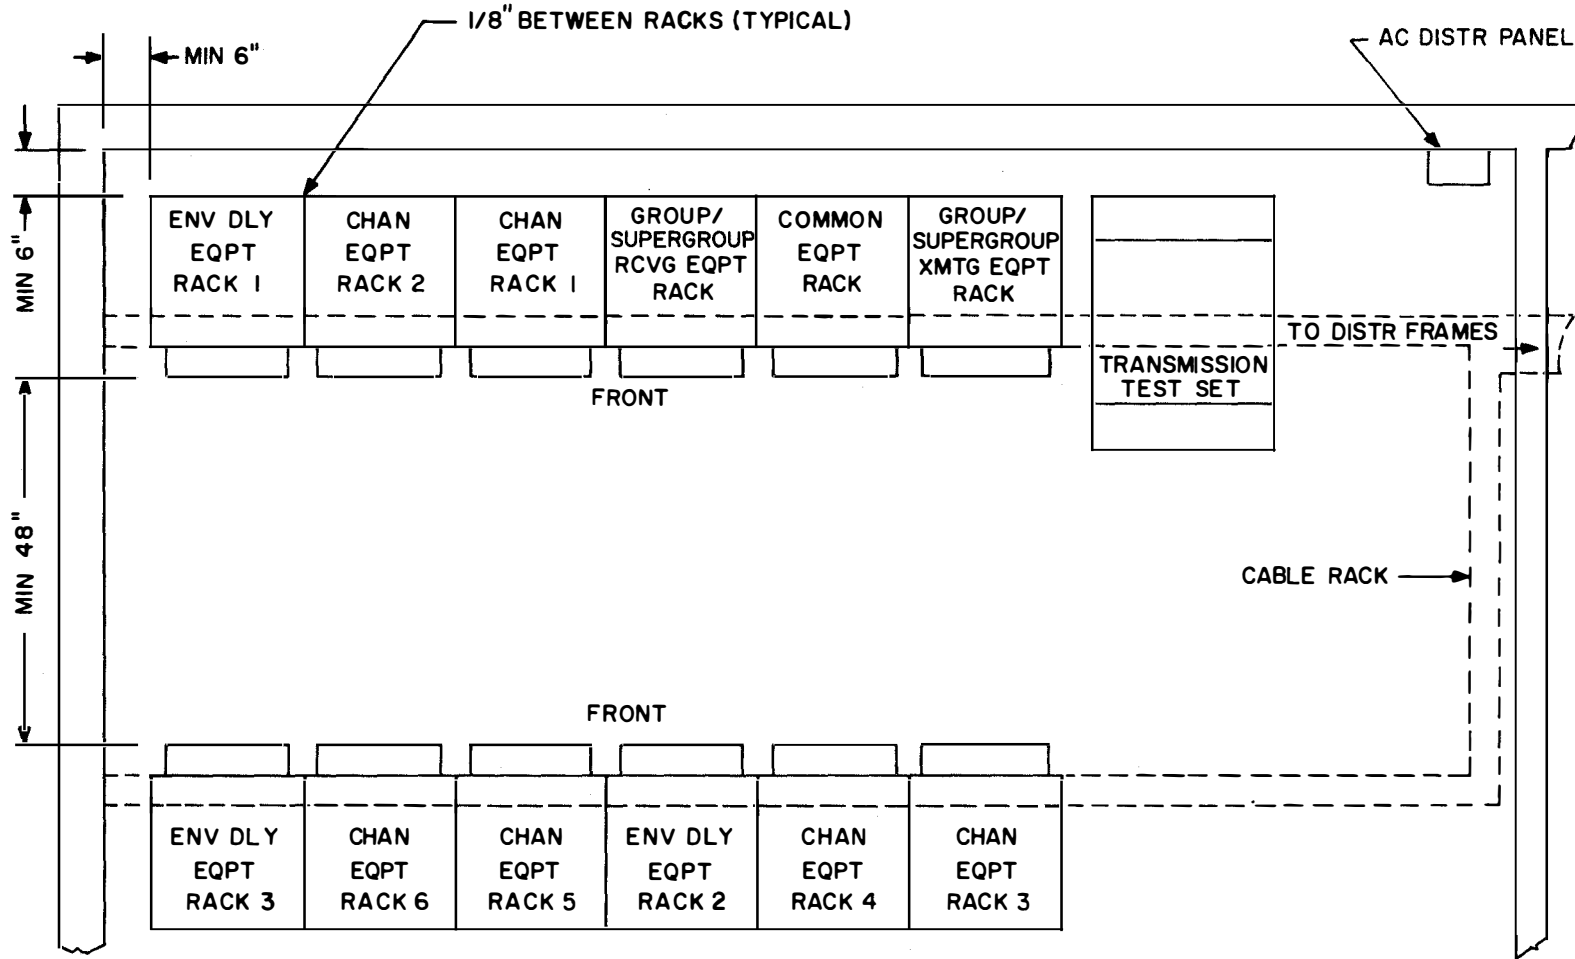 1/8" BETWEEN RACKS (TYPICAL)
MIN 6"
AC DISTR PANEL
MIN 6"
ENV DLY
EQPT
RACK 1
CHAN
EQPT
RACK 2
CHAN
EQPT
RACK 1
GROUP/
SUPERGROUP
RCVG EQPT
RACK
COMMON
EQPT
RACK
GROUP/
SUPERGROUP
XMTG EQPT
RACK
TO DISTR FRAMES
TRANSMISSION
TEST SET
FRONT
MIN 48"
CABLE RACK
FRONT
ENV DLY
EQPT
RACK 3
CHAN
EQPT
RACK 6
CHAN
EQPT
RACK 5
ENV DLY
EQPT
RACK 2
CHAN
EQPT
RACK 4
CHAN
EQPT
RACK 3